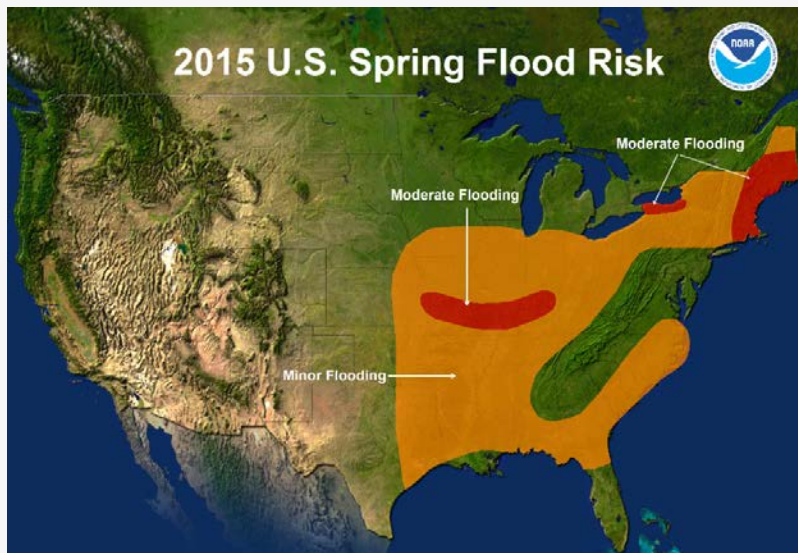 2015 U.S. Spring Flood Risk
NOAA
Moderate Flooding
Moderate Flooding
Minor Flooding